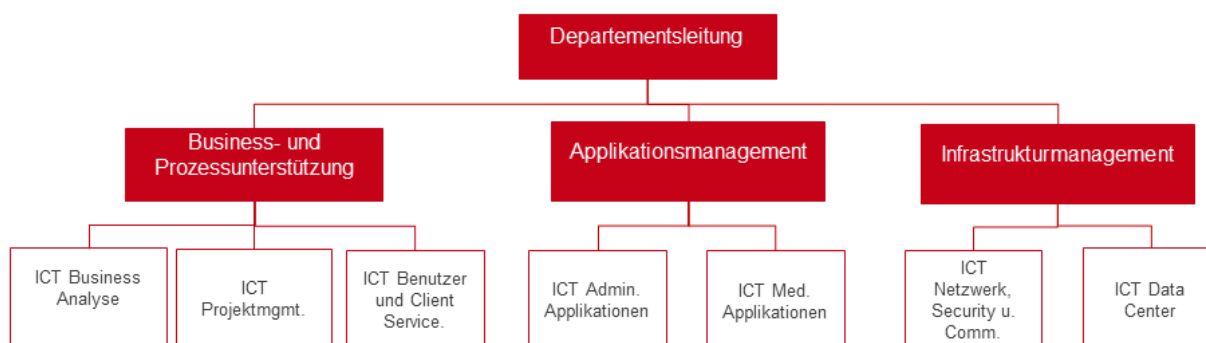 Departementsleitung
Business- und
Prozessunterstützung
Applikationsmanagement
Infrastrukturmanagement
ICT Business
Analyse
ICT
Projektmgmt.
ICT Benutzer
und Client
Service.
ICT Admin.
Applikationen
ICT Med.
Applikationen
ICT
Netzwerk,
Security u.
Comm.
ICT Data
Center